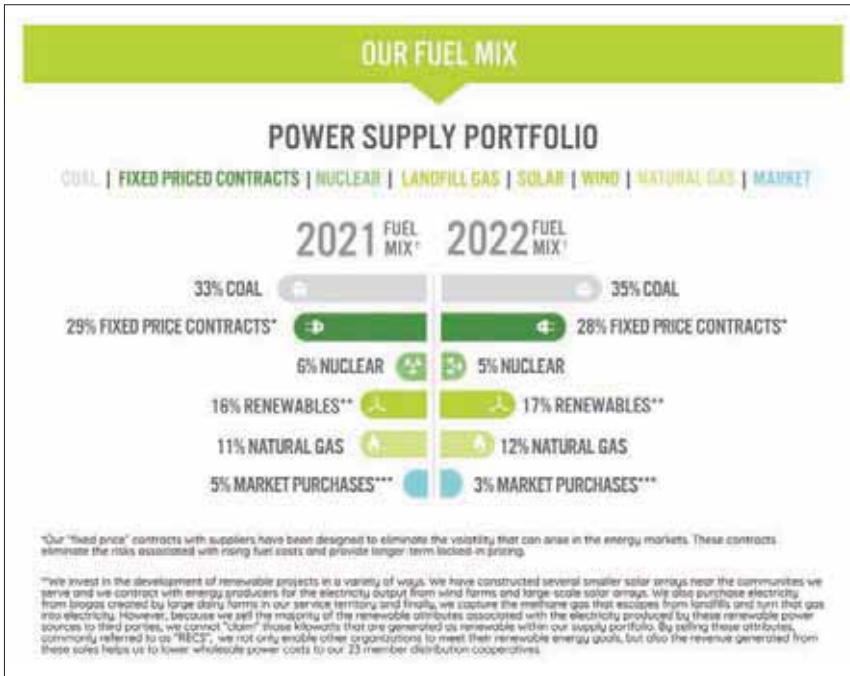 OUR FUEL MIX
POWER SUPPLY PORTFOLIO
COAL | FIXED PRICED CONTRACTS | NUCLEAR | LANDFILL GAS | SOLAR | WIND | NATURAL GAS | MARKET
2021 FUEL MIX† 2022 FUEL MIX†
33% COAL 35% COAL
29% FIXED PRICE CONTRACTS* 28% FIXED PRICE CONTRACTS*
6% NUCLEAR 5% NUCLEAR
16% RENEWABLES** 17% RENEWABLES**
11% NATURAL GAS 12% NATURAL GAS
5% MARKET PURCHASES*** 3% MARKET PURCHASES***
*Our "fixed price" contracts with suppliers have been designed to eliminate the volatility that can arise in the energy markets. These contracts
eliminate the risks associated with rising fuel costs and provide longer-term locked-in pricing.
**We invest in the development of renewable projects in a variety of ways. We have constructed several smaller solar arrays near the communities we
serve and we contract with energy producers for the electricity output from wind farms and large-scale solar arrays. We also purchase electricity
from biogas created by large dairy farms in our service territory and finally, we capture the methane gas that escapes from landfills and turn that gas
into electricity. However, because we sell the majority of the renewable attributes associated with the electricity produced by these renewable power
sources to third parties, we cannot "claim" those kilowatts that are generated as renewable within our supply portfolio. By selling these attributes,
commonly referred to as "RECS", we not only enable other organizations to meet their renewable energy goals, but also the revenue generated from
these sales helps us to lower wholesale power costs to our 23 member distribution cooperatives.